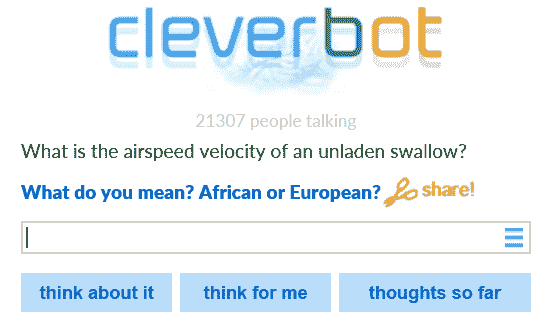 cleverbot
21307 people talking
What is the airspeed velocity of an unladen swallow?
What do you mean? African or European? share!
think about it think for me thoughts so far